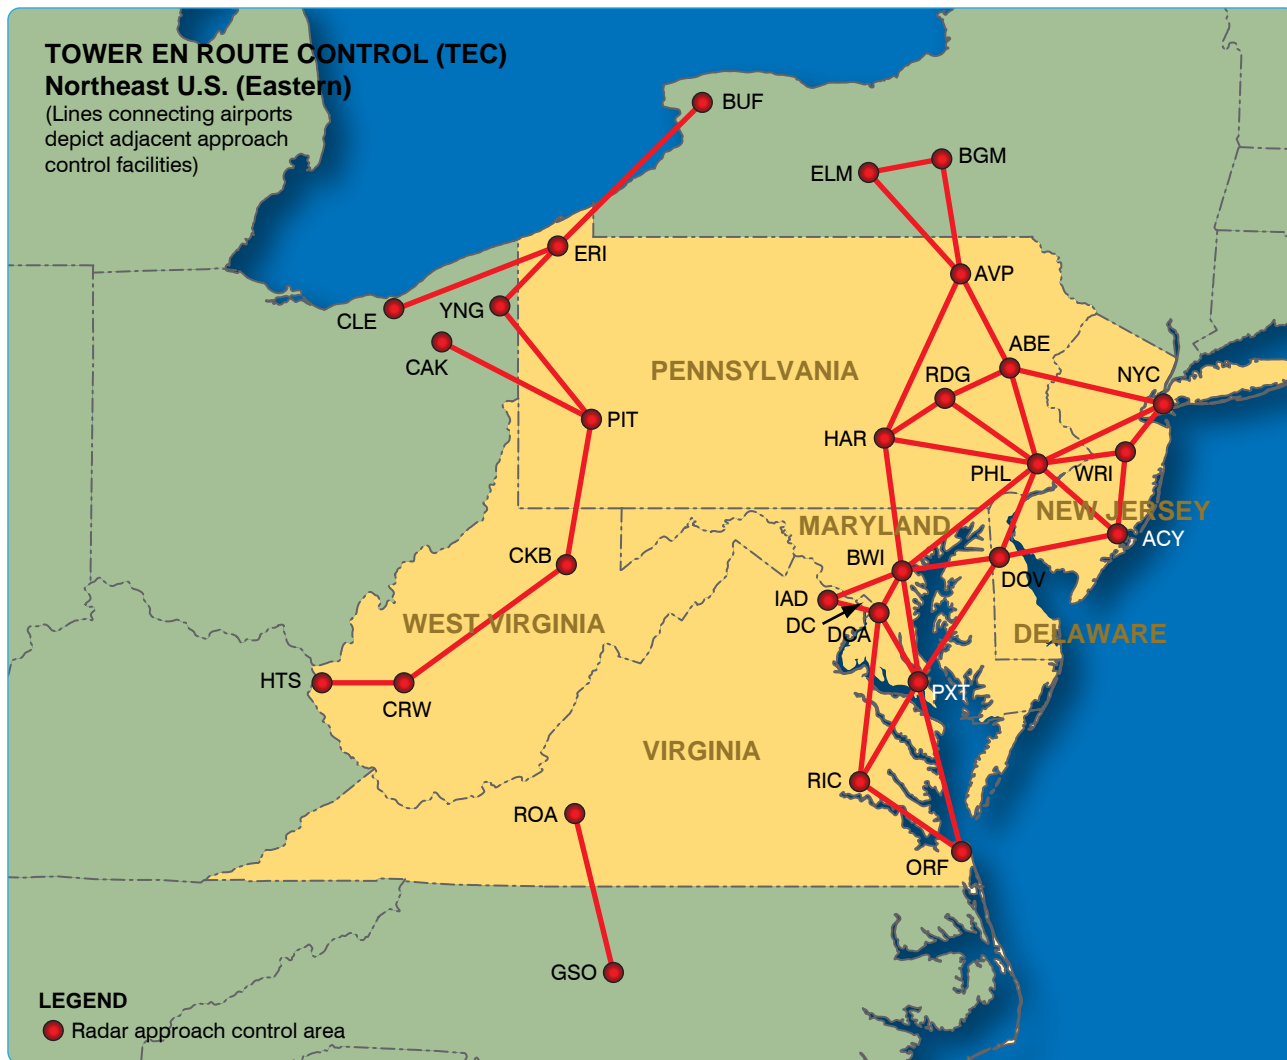 TOWER EN ROUTE CONTROL (TEC)
Northeast U.S. (Eastern)
(Lines connecting airports
depict adjacent approach
control facilities)
BUF
ELM
BGM
ERI
AVP
YNG
CLE
CAK
ABE
PENNSYLVANIA
RDG
NYC
PIT
HAR
PHL
WRI
NEW JERSEY
MARYLAND
ACY
CKB
BWI
DOV
IAD
DC
DCA
WEST VIRGINIA
DELAWARE
HTS
CRW
PXT
VIRGINIA
RIC
ROA
ORF
GSO
LEGEND
Radar approach control area